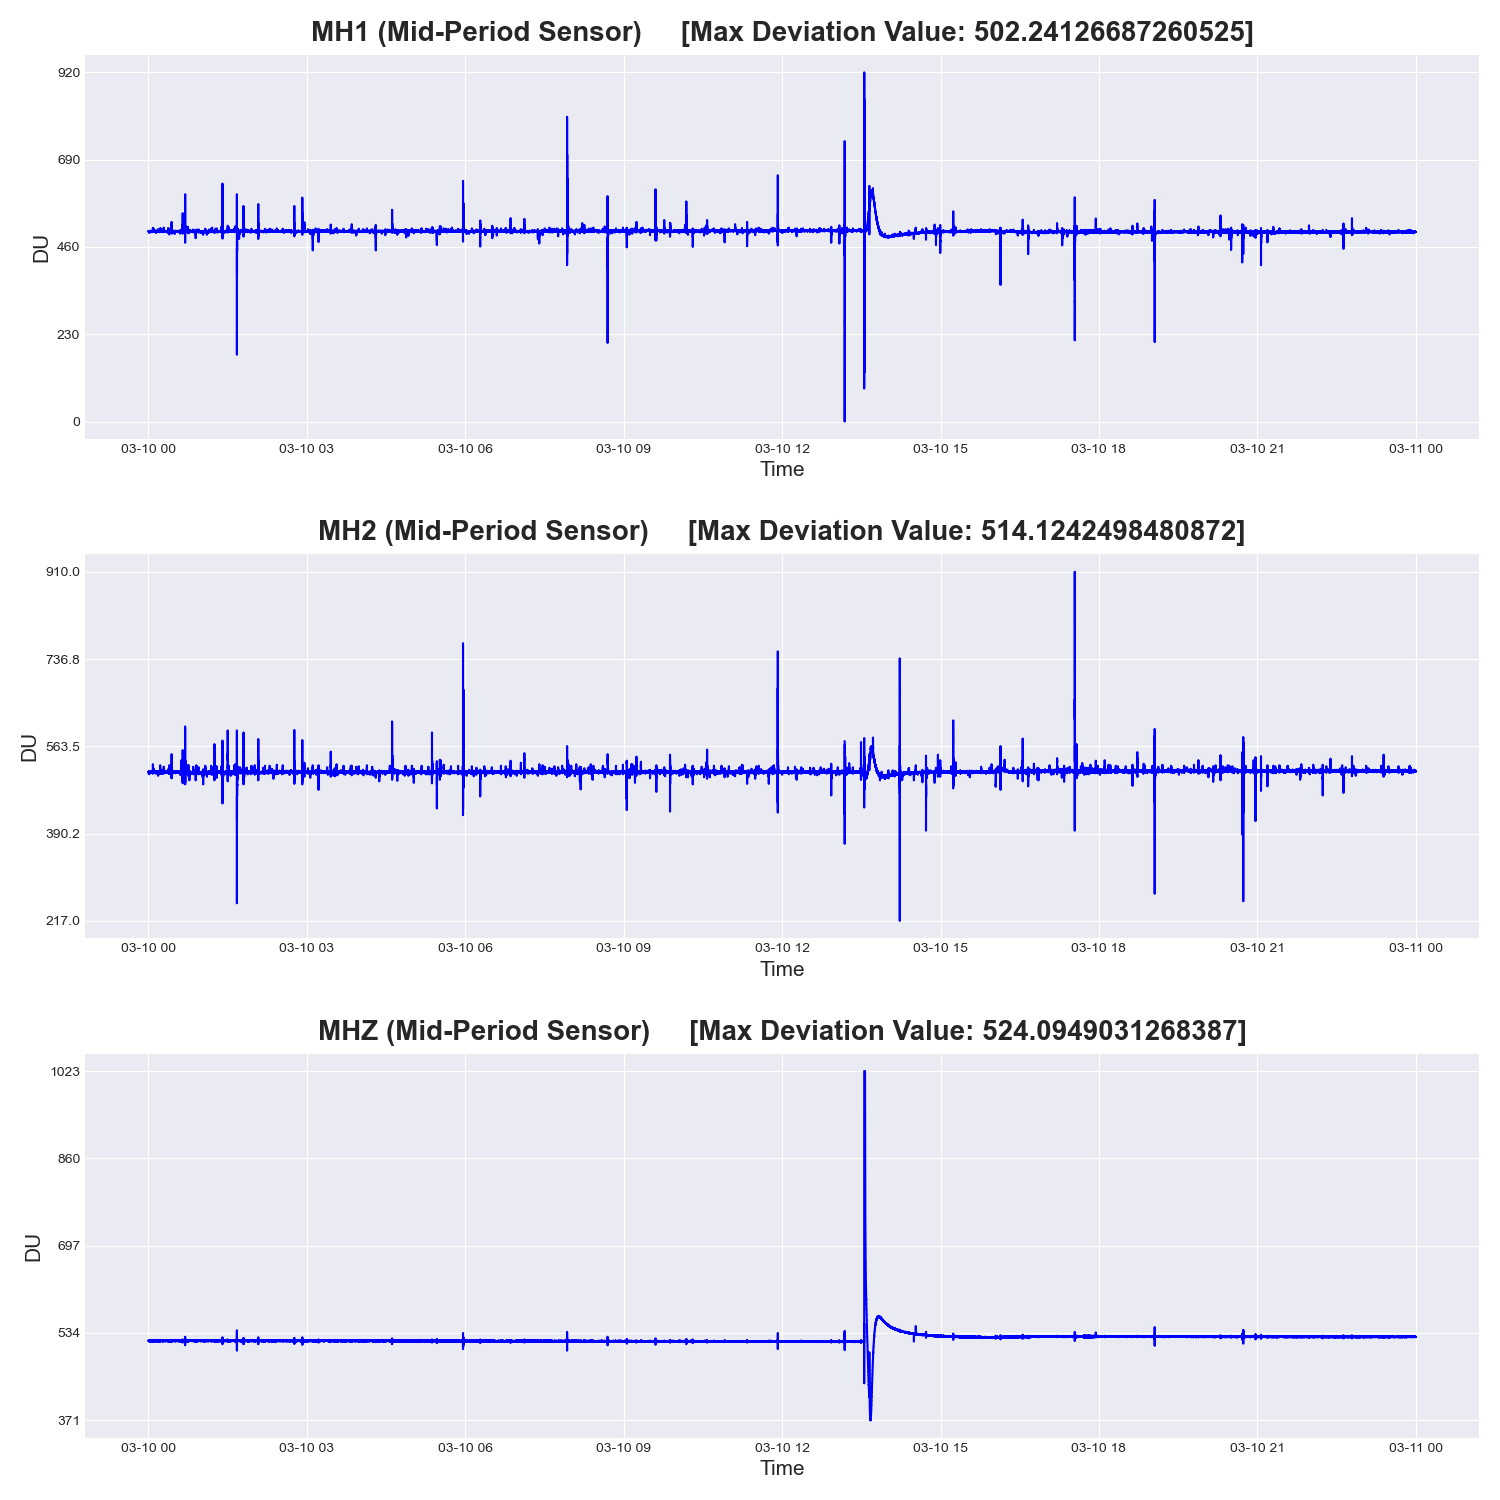 MH1 (Mid-Period Sensor) [Max Deviation Value: 502.24126687260525]
920
690
460
230
0
DU
03-10 00 03-10 03 03-10 06 03-10 09 03-10 12 03-10 15 03-10 18 03-10 21 03-11 00
Time
MH2 (Mid-Period Sensor) [Max Deviation Value: 514.1242498480872]
910.0
736.8
563.5
390.2
217.0
DU
03-10 00 03-10 03 03-10 06 03-10 09 03-10 12 03-10 15 03-10 18 03-10 21 03-11 00
Time
MHZ (Mid-Period Sensor) [Max Deviation Value: 524.0949031268387]
1023
860
697
534
371
DU
03-10 00 03-10 03 03-10 06 03-10 09 03-10 12 03-10 15 03-10 18 03-10 21 03-11 00
Time